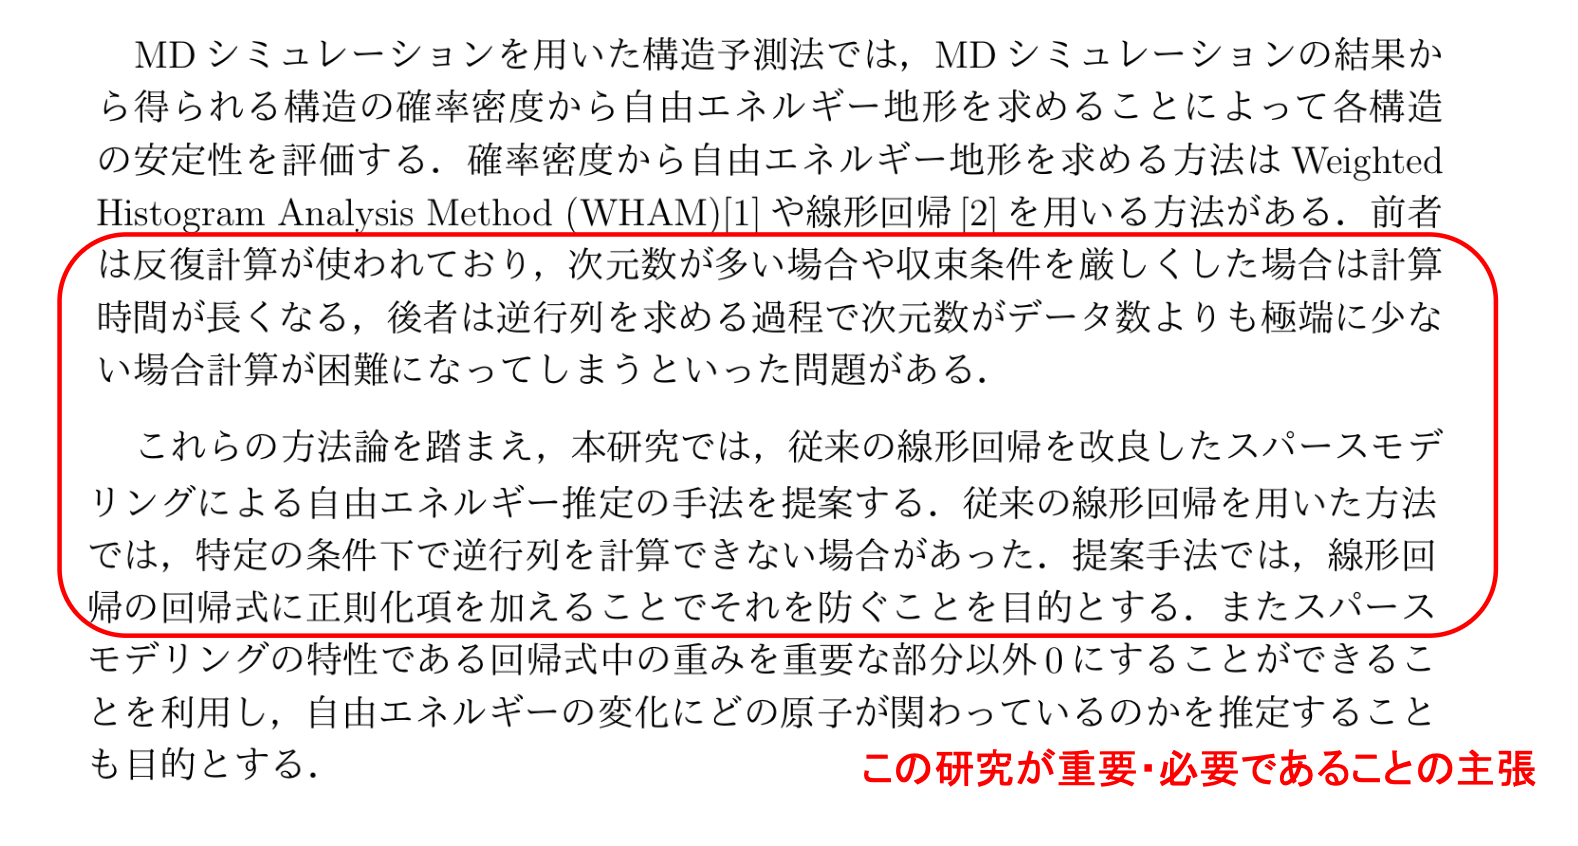 MD シミュレーションを用いた構造予測法では，MD シミュレーションの結果か
ら得られる構造の確率密度から自由エネルギー地形を求めることによって各構造
の安定性を評価する．確率密度から自由エネルギー地形を求める方法は Weighted
Histogram Analysis Method (WHAM)[1] や線形回帰 [2] を用いる方法がある．前者
は反復計算が使われており，次元数が多い場合や収束条件を厳しくした場合は計算
時間が長くなる，後者は逆行列を求める過程で次元数がデータ数よりも極端に少な
い場合計算が困難になってしまうといった問題がある．
これらの方法論を踏まえ，本研究では，従来の線形回帰を改良したスパースモデ
リングによる自由エネルギー推定の手法を提案する．従来の線形回帰を用いた方法
では，特定の条件下で逆行列を計算できない場合があった．提案手法では，線形回
帰の回帰式に正則化項を加えることでそれを防ぐことを目的とする．またスパース
モデリングの特性である回帰式中の重みを重要な部分以外 0 にすることができるこ
とを利用し，自由エネルギーの変化にどの原子が関わっているのかを推定すること
も目的とする．
この研究が重要・必要であることの主張